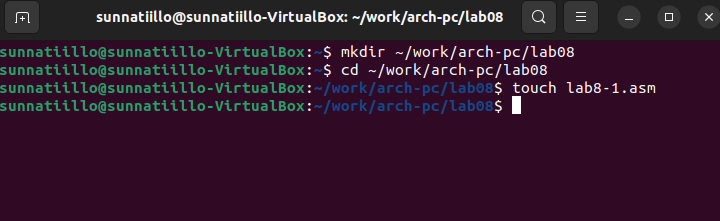 sunnatiillo@sunnatiillo-VirtualBox: ~/work/arch-pc/lab08
sunnatiillo@sunnatiillo-VirtualBox:~$ mkdir ~/work/arch-pc/lab08
sunnatiillo@sunnatiillo-VirtualBox:~$ cd ~/work/arch-pc/lab08
sunnatiillo@sunnatiillo-VirtualBox:~/work/arch-pc/lab08$ touch lab8-1.asm
sunnatiillo@sunnatiillo-VirtualBox:~/work/arch-pc/lab08$